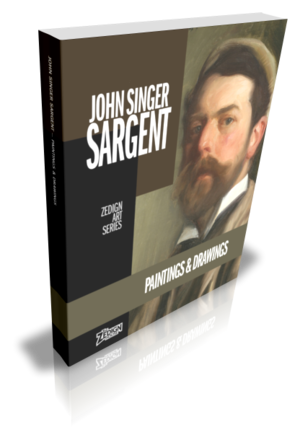 JOHN SINGER
SARGENT
ZEDIGN
ART
SERIES
PAINTINGS & DRAWINGS
ZEDIGN
JOHN SINGER SARGENT - PAINTINGS & DRAWINGS